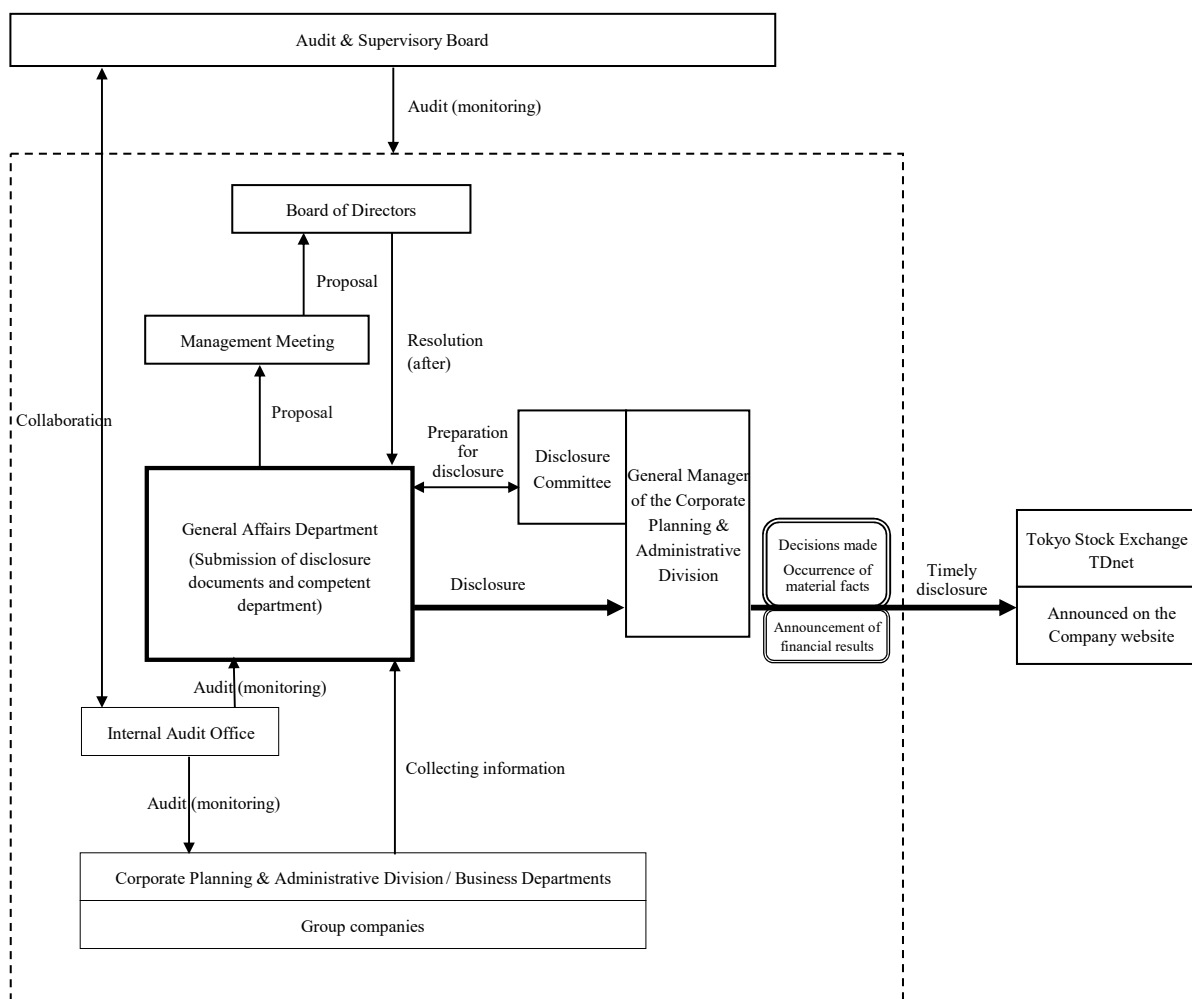 Audit & Supervisory Board
Audit (monitoring)
Board of Directors
Proposal
Management Meeting
Resolution
(after)
Collaboration
Proposal
Preparation
for
disclosure
Disclosure
Committee
General Manager
of the Corporate
Planning &
Administrative
Division
General Affairs Department
(Submission of disclosure
documents and competent
department)
Disclosure
Decisions made
Occurrence of
material facts
Announcement of
financial results
Timely
disclosure
Tokyo Stock Exchange
TDnet
Announced on the
Company website
Audit (monitoring)
Internal Audit Office
Collecting information
Audit (monitoring)
Corporate Planning & Administrative Division / Business Departments
Group companies